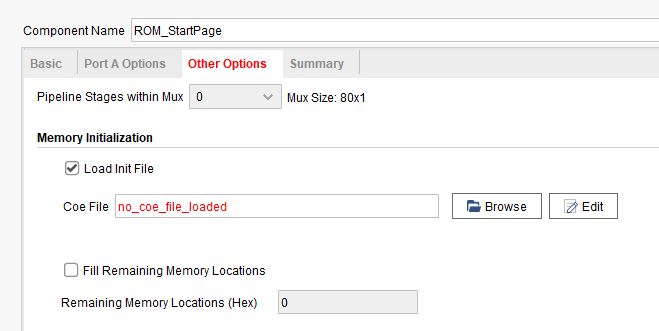 Component Name ROM_StartPage
Basic Port A Options Other Options Summary
Pipeline Stages within Mux 0 Mux Size: 80x1
Memory Initialization
Load Init File
Coe File no_coe_file_loaded Browse Edit
Fill Remaining Memory Locations
Remaining Memory Locations (Hex) 0